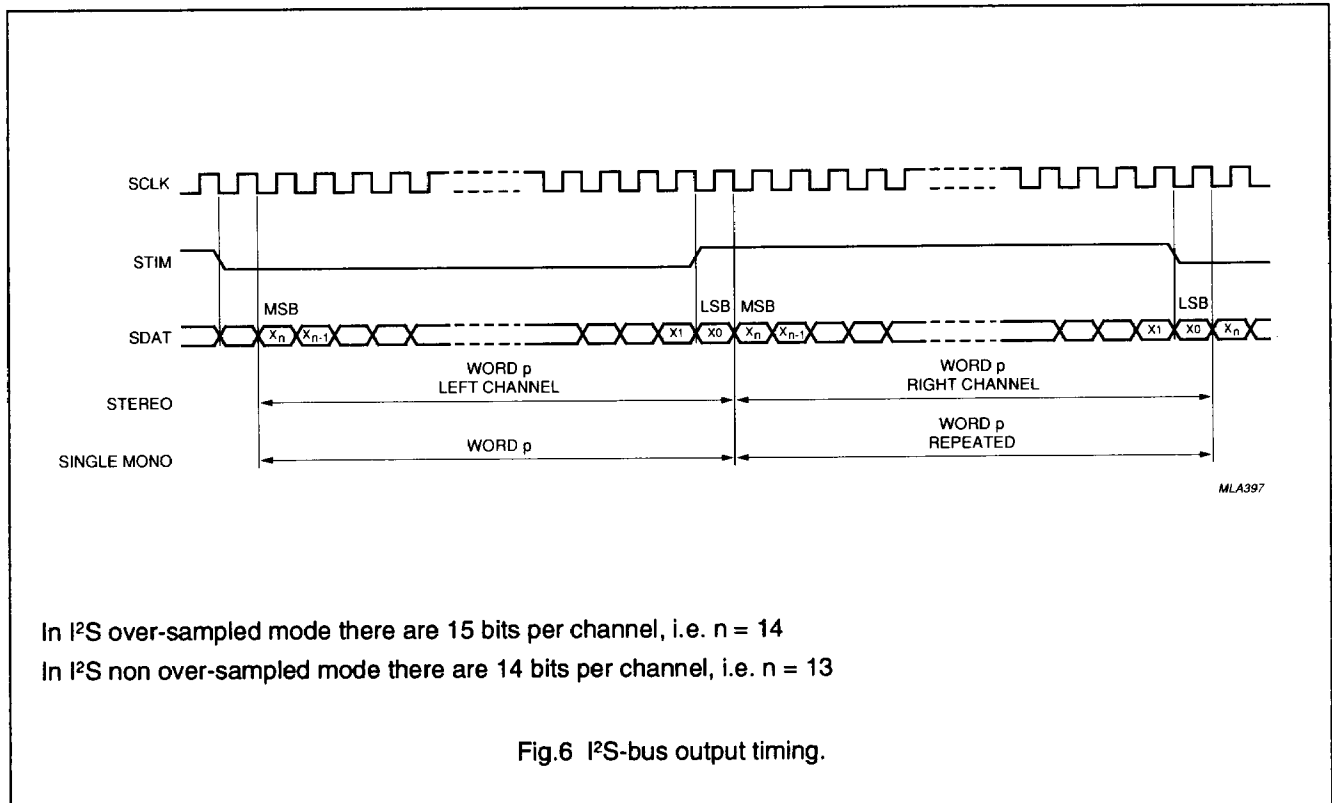 SCLK
STIM
MSB LSB MSB LSB
SDAT Xn Xn-1 X1 X0 Xn Xn-1 X1 X0 Xn
WORD p WORD p
LEFT CHANNEL RIGHT CHANNEL
STEREO
WORD p WORD p
REPEATED
SINGLE MONO
MLA397
In I²S over-sampled mode there are 15 bits per channel, i.e. n = 14
In I²S non over-sampled mode there are 14 bits per channel, i.e. n = 13
Fig.6 I²S-bus output timing.